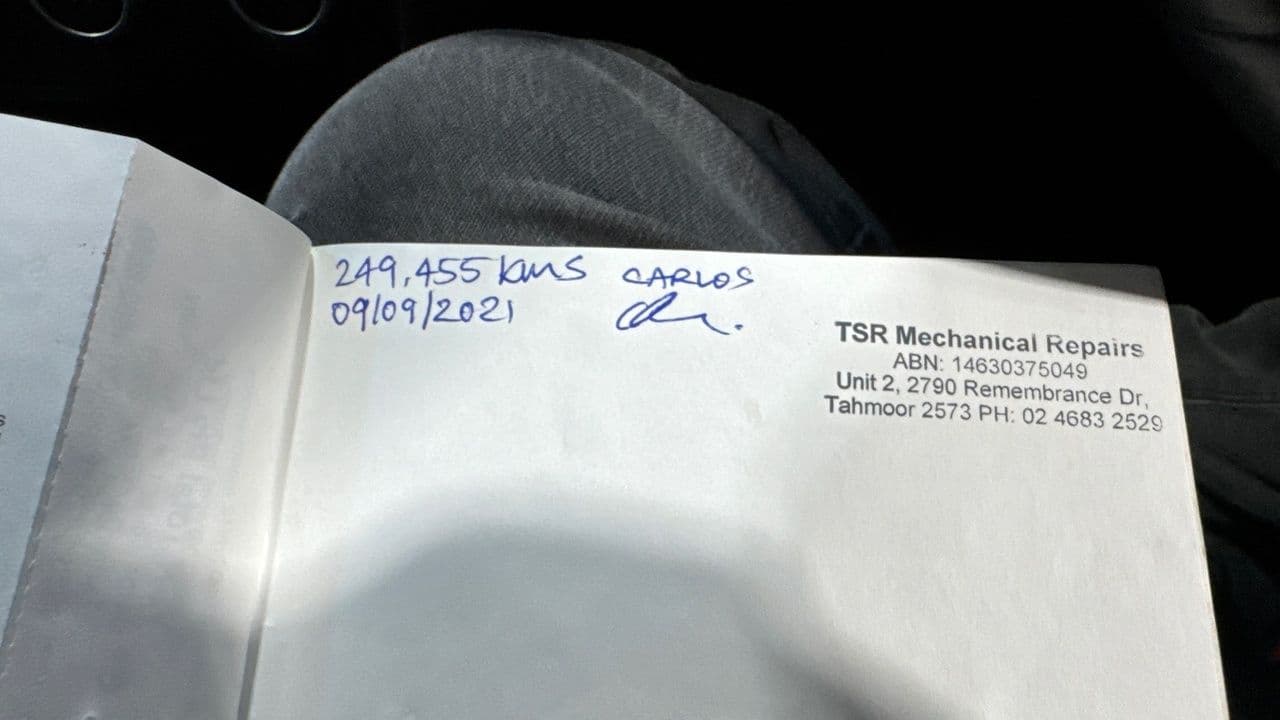 249,455 kms CARLOS
09/09/2021
TSR Mechanical Repairs
ABN: 14630375049
Unit 2, 2790 Remembrance Dr,
Tahmoor 2573 PH: 02 4683 2529